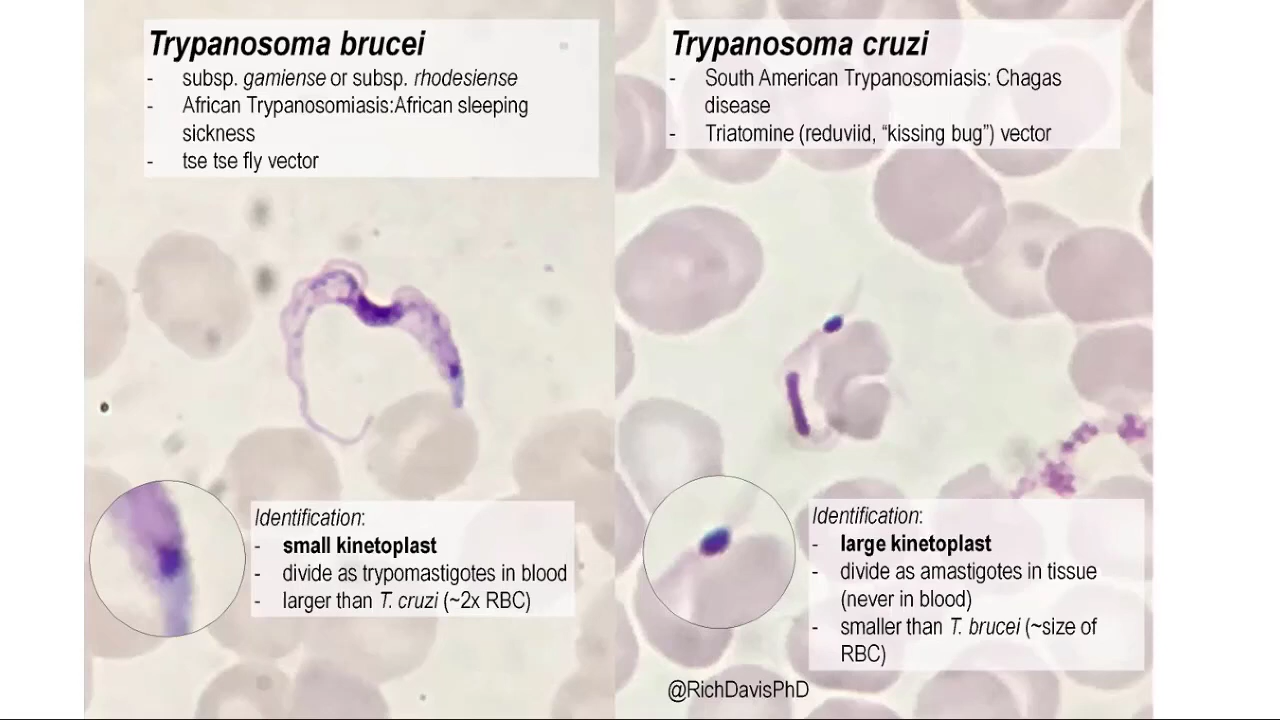 Trypanosoma brucei
- subsp. gamiense or subsp. rhodesiense
- African Trypanosomiasis:African sleeping
sickness
- tse tse fly vector
Identification:
- small kinetoplast
- divide as trypomastigotes in blood
- larger than T. cruzi (~2x RBC)
Trypanosoma cruzi
- South American Trypanosomiasis: Chagas
disease
- Triatomine (reduviid, “kissing bug”) vector
Identification:
- large kinetoplast
- divide as amastigotes in tissue
(never in blood)
- smaller than T. brucei (~size of
RBC)
@RichDavisPhD